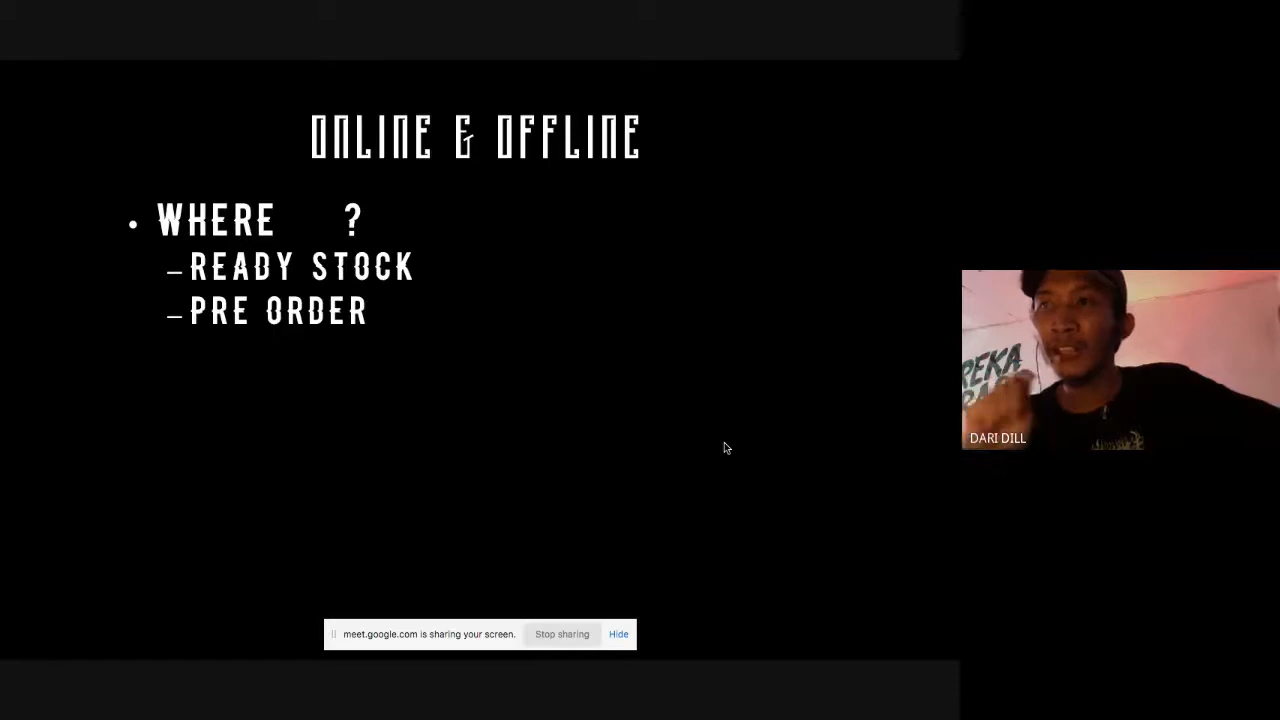 ONLINE & OFFLINE
• WHERE ?
– READY STOCK
– PRE ORDER
REKA
DARI DILL
meet.google.com is sharing your screen. Stop sharing Hide